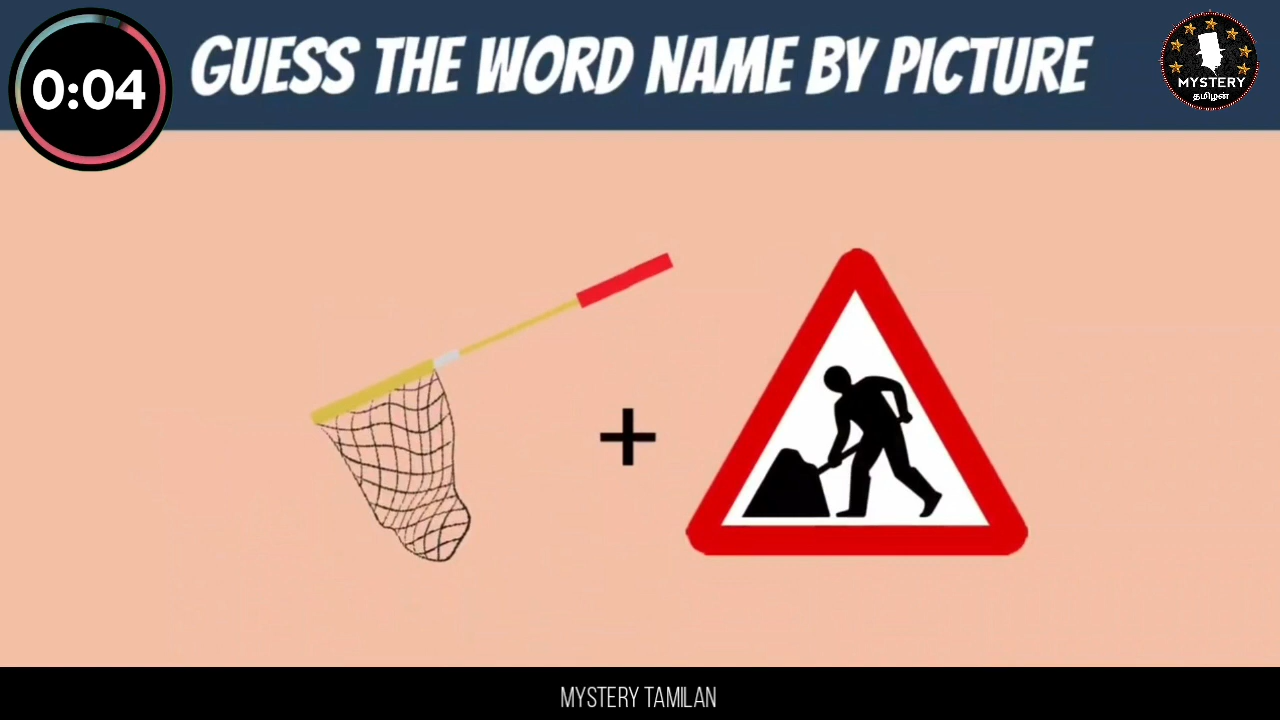 0:04
GUESS THE WORD NAME BY PICTURE
MYSTERY
தமிழன்
MYSTERY TAMILAN